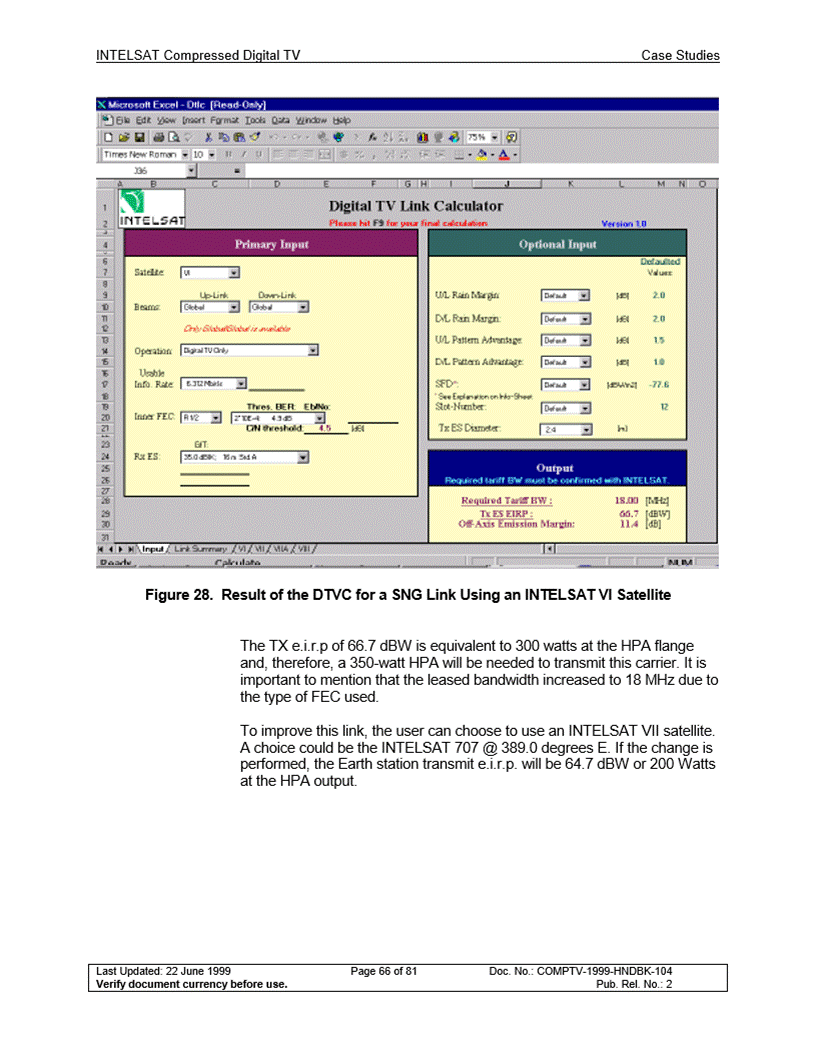 INTELSAT Compressed Digital TV Case Studies
Microsoft Excel - Dtlc [Read-Only]
File Edit View Insert Format Tools Data Window Help
75%
Times New Roman 10
J36 =
A B C D E F G H I J K L M N O
INTELSAT
Digital TV Link Calculator
Please hit F9 for your final calculation
Version 1.0
Primary Input
Satellite: VI
Up-Link Down-Link
Beams: Global Global
Only Global/Global is available
Operation: Digital TV Only
Usable
Info. Rate: 6.312 Mbit/s
Thres. BER: Eb/No:
Inner FEC: R1/2 2*10E-4 4.3 dB
C/N threshold: 4.5 [dB]
G/T:
Rx ES: 35.0 dB/K; 16m Std A
Optional Input
Defaulted
Values:
U/L Rain Margin: Default [dB] 2.0
D/L Rain Margin: Default [dB] 2.0
U/L Pattern Advantage: Default [dB] 1.5
D/L Pattern Advantage: Default [dB] 1.0
SFD*: Default [dBW/m2] -77.6
* See Explanation on Info-Sheet
Slot-Number: Default 12
Tx ES Diameter: 2.4 [m]
Output
Required tariff BW must be confirmed with INTELSAT.
Required Tariff BW : 18.00 [MHz]
Tx ES EIRP : 66.7 [dBW]
Off-Axis Emission Margin: 11.4 [dB]
Input Link Summary VI VII VIIA VIII
Ready Calculate NUM
Figure 28. Result of the DTVC for a SNG Link Using an INTELSAT VI Satellite
The TX e.i.r.p of 66.7 dBW is equivalent to 300 watts at the HPA flange
and, therefore, a 350-watt HPA will be needed to transmit this carrier. It is
important to mention that the leased bandwidth increased to 18 MHz due to
the type of FEC used.
To improve this link, the user can choose to use an INTELSAT VII satellite.
A choice could be the INTELSAT 707 @ 389.0 degrees E. If the change is
performed, the Earth station transmit e.i.r.p. will be 64.7 dBW or 200 Watts
at the HPA output.
Last Updated: 22 June 1999 Page 66 of 81 Doc. No.: COMPTV-1999-HNDBK-104
Verify document currency before use. Pub. Rel. No.: 2